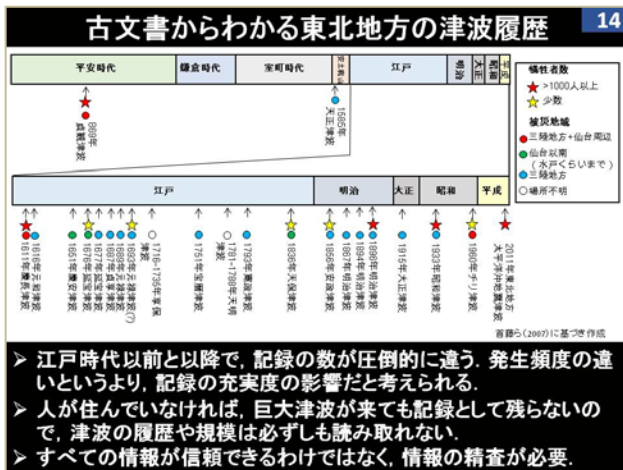 古文書からわかる東北地方の津波履歴
14
平安時代
鎌倉時代
室町時代
安土桃山
江戸
明治
大正
昭和
平成
犠牲者数
>1000人以上
少数
被災地域
三陸地方+仙台周辺
仙台以南
(水戸くらいまで)
三陸地方
場所不明
869年
貞観津波
1585年
天正津波
江戸
明治
大正
昭和
平成
1611年慶長津波
1616年元和津波
1651年慶安津波
1676年延宝津波
1677年延宝津波
1687年貞享津波
1689年元禄津波
1693年元禄津波(?)
1716-1735年享保
津波
1751年宝暦津波
1781-1788年天明
津波
1793年寛政津波
1836年天保津波
1856年安政津波
1867年明治津波
1894年明治津波
1896年明治津波
1915年大正津波
1933年昭和津波
1960年チリ津波
2011年東北地方
太平洋沖地震津波
首藤ら(2007)に基づき作成
➢ 江戸時代以前と以降で,記録の数が圧倒的に違う.発生頻度の違
いというより,記録の充実度の影響だと考えられる.
➢ 人が住んでいなければ,巨大津波が来ても記録として残らないの
で,津波の履歴や規模は必ずしも読み取れない.
➢ すべての情報が信頼できるわけではなく,情報の精査が必要.